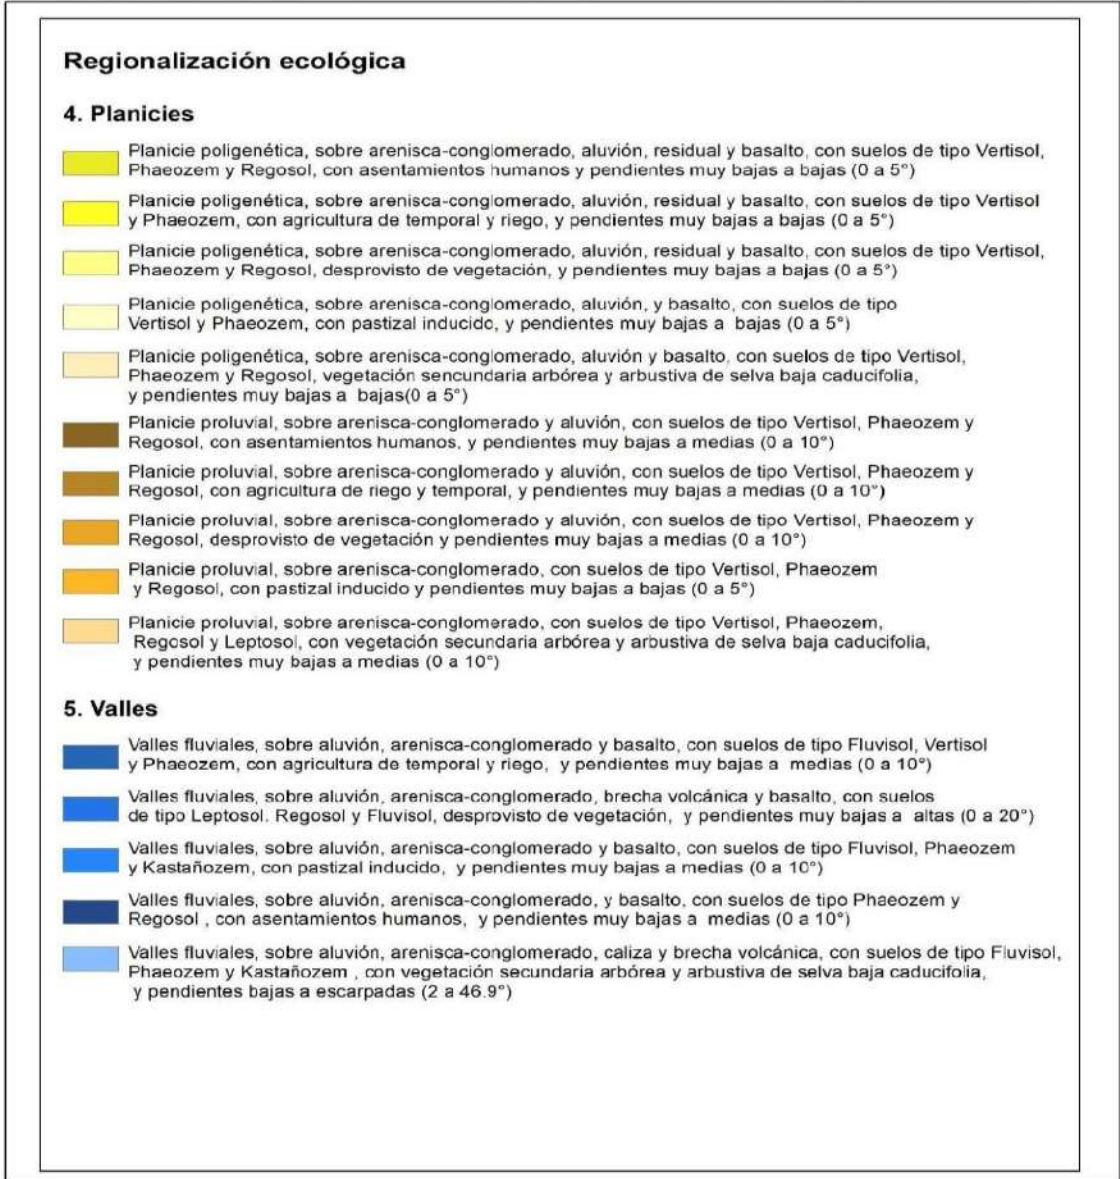 Regionalización ecológica
4. Planicies
Planicie poligenética, sobre arenisca-conglomerado, aluvión, residual y basalto, con suelos de tipo Vertisol,
Phaeozem y Regosol, con asentamientos humanos y pendientes muy bajas a bajas (0 a 5°)
Planicie poligenética, sobre arenisca-conglomerado, aluvión, residual y basalto, con suelos de tipo Vertisol
y Phaeozem, con agricultura de temporal y riego, y pendientes muy bajas a bajas (0 a 5°)
Planicie poligenética, sobre arenisca-conglomerado, aluvión, residual y basalto, con suelos de tipo Vertisol,
Phaeozem y Regosol, desprovisto de vegetación, y pendientes muy bajas a bajas (0 a 5°)
Planicie poligenética, sobre arenisca-conglomerado, aluvión, y basalto, con suelos de tipo
Vertisol y Phaeozem, con pastizal inducido, y pendientes muy bajas a bajas (0 a 5°)
Planicie poligenética, sobre arenisca-conglomerado, aluvión y basalto, con suelos de tipo Vertisol,
Phaeozem y Regosol, vegetación sencundaria arbórea y arbustiva de selva baja caducifolia,
y pendientes muy bajas a bajas(0 a 5°)
Planicie proluvial, sobre arenisca-conglomerado y aluvión, con suelos de tipo Vertisol, Phaeozem y
Regosol, con asentamientos humanos, y pendientes muy bajas a medias (0 a 10°)
Planicie proluvial, sobre arenisca-conglomerado y aluvión, con suelos de tipo Vertisol, Phaeozem y
Regosol, con agricultura de riego y temporal, y pendientes muy bajas a medias (0 a 10°)
Planicie proluvial, sobre arenisca-conglomerado y aluvión, con suelos de tipo Vertisol, Phaeozem y
Regosol, desprovisto de vegetación y pendientes muy bajas a medias (0 a 10°)
Planicie proluvial, sobre arenisca-conglomerado, con suelos de tipo Vertisol, Phaeozem
y Regosol, con pastizal inducido y pendientes muy bajas a bajas (0 a 5°)
Planicie proluvial, sobre arenisca-conglomerado, con suelos de tipo Vertisol, Phaeozem,
Regosol y Leptosol, con vegetación secundaria arbórea y arbustiva de selva baja caducifolia,
y pendientes muy bajas a medias (0 a 10°)
5. Valles
Valles fluviales, sobre aluvión, arenisca-conglomerado y basalto, con suelos de tipo Fluvisol, Vertisol
y Phaeozem, con agricultura de temporal y riego, y pendientes muy bajas a medias (0 a 10°)
Valles fluviales, sobre aluvión, arenisca-conglomerado, brecha volcánica y basalto, con suelos
de tipo Leptosol. Regosol y Fluvisol, desprovisto de vegetación, y pendientes muy bajas a altas (0 a 20°)
Valles fluviales, sobre aluvión, arenisca-conglomerado y basalto, con suelos de tipo Fluvisol, Phaeozem
y Kastañozem, con pastizal inducido, y pendientes muy bajas a medias (0 a 10°)
Valles fluviales, sobre aluvión, arenisca-conglomerado, y basalto, con suelos de tipo Phaeozem y
Regosol , con asentamientos humanos, y pendientes muy bajas a medias (0 a 10°)
Valles fluviales, sobre aluvión, arenisca-conglomerado, caliza y brecha volcánica, con suelos de tipo Fluvisol,
Phaeozem y Kastañozem , con vegetación secundaria arbórea y arbustiva de selva baja caducifolia,
y pendientes bajas a escarpadas (2 a 46.9°)